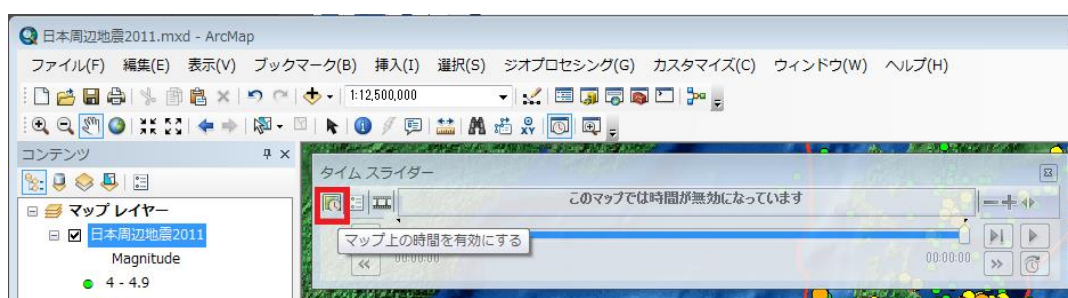 日本周辺地震2011.mxd - ArcMap
ファイル(F) 編集(E) 表示(V) ブックマーク(B) 挿入(I) 選択(S) ジオプロセシング(G) カスタマイズ(C) ウィンドウ(W) ヘルプ(H)
1:12,500,000
コンテンツ
タイム スライダー
このマップでは時間が無効になっています
マップ レイヤー
日本周辺地震2011
マップ上の時間を有効にする
Magnitude
00:00:00 00:00:00
4 - 4.9